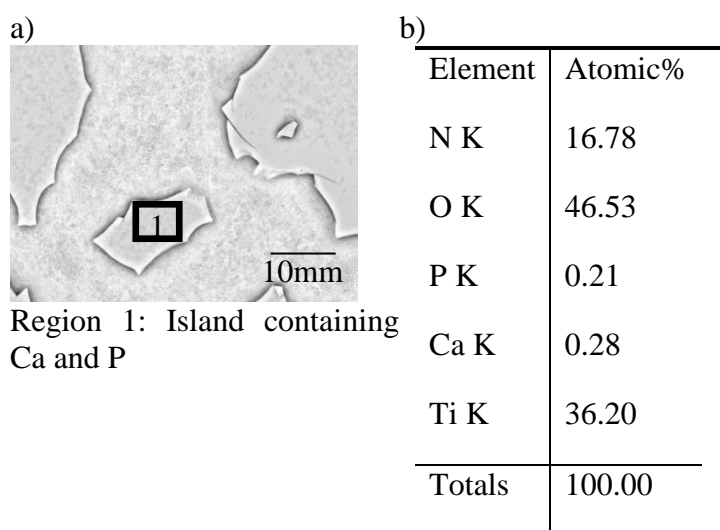 a)
1
10mm
Region 1: Island containing
Ca and P
b)
Element Atomic%
N K 16.78
O K 46.53
P K 0.21
Ca K 0.28
Ti K 36.20
Totals 100.00